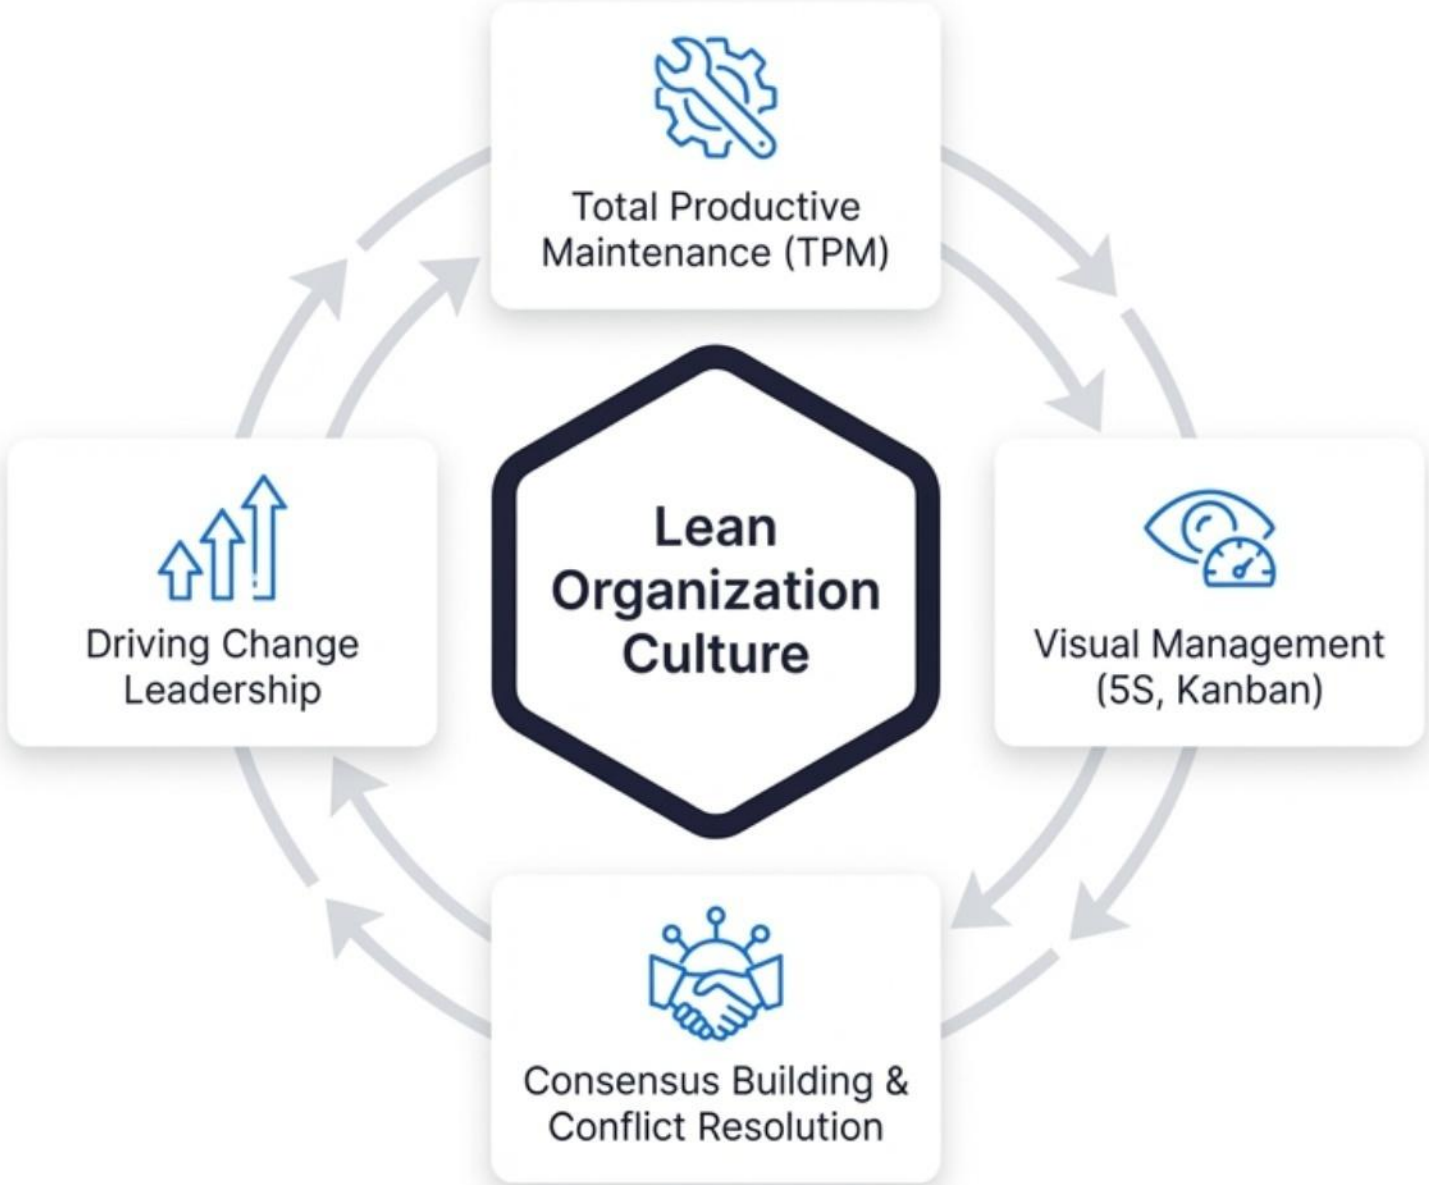 Total Productive
Maintenance (TPM)
Lean
Organization
Culture
Driving Change
Leadership
Visual Management
(5S, Kanban)
Consensus Building &
Conflict Resolution